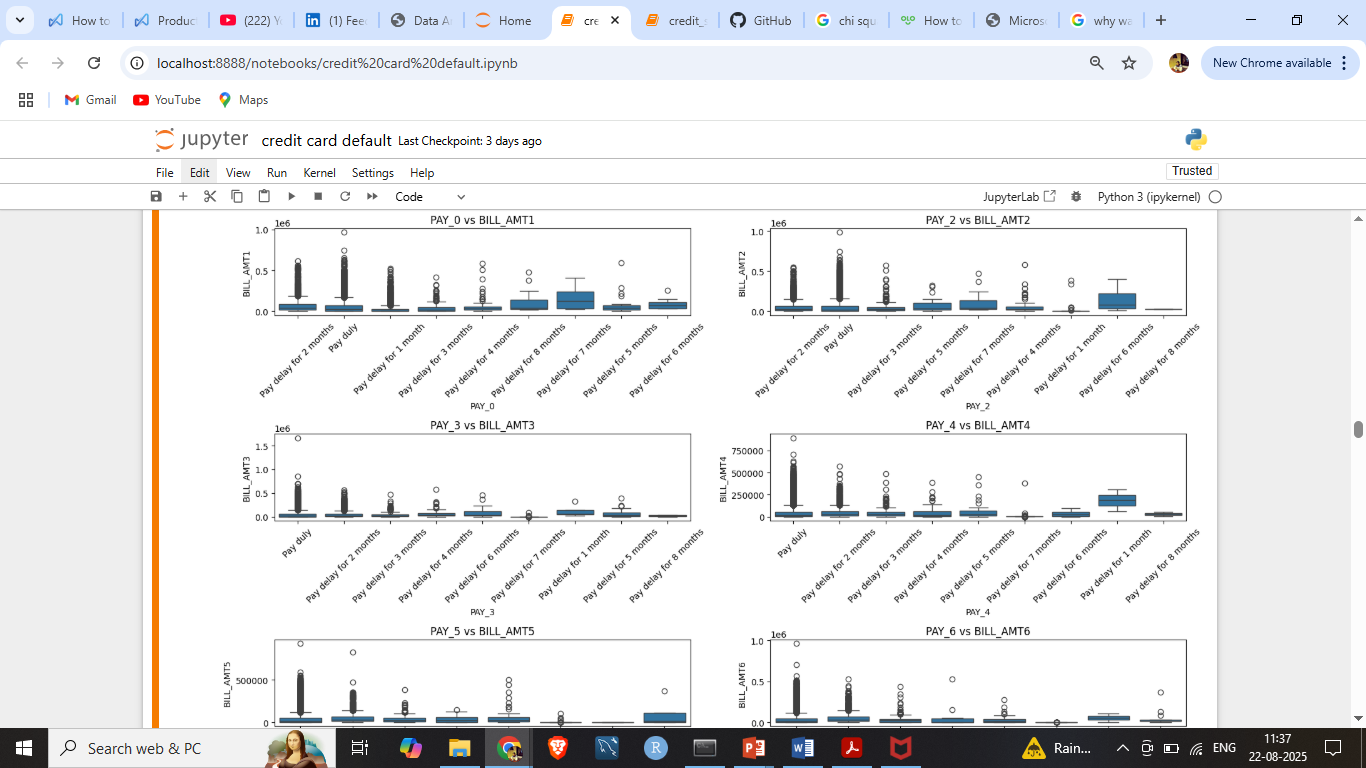 How to
Product
(222) Y
(1) Feed
Data A
Home
cre
credit_
GitHub
chi squ
How to
Micros
why wa
localhost:8888/notebooks/credit%20card%20default.ipynb
New Chrome available
Gmail
YouTube
Maps
jupyter credit card default Last Checkpoint: 3 days ago
File Edit View Run Kernel Settings Help
Trusted
Code
JupyterLab
Python 3 (ipykernel)
PAY_0 vs BILL_AMT1
1e6
1.0
0.5
0.0
BILL_AMT1
Pay delay for 2 months
Pay duly
Pay delay for 1 month
Pay delay for 3 months
Pay delay for 4 months
Pay delay for 8 months
Pay delay for 7 months
Pay delay for 5 months
Pay delay for 6 months
PAY_0
PAY_2 vs BILL_AMT2
1e6
1.0
0.5
0.0
BILL_AMT2
Pay delay for 2 months
Pay duly
Pay delay for 3 months
Pay delay for 5 months
Pay delay for 7 months
Pay delay for 4 months
Pay delay for 1 month
Pay delay for 6 months
Pay delay for 8 months
PAY_2
PAY_3 vs BILL_AMT3
1e6
1.5
1.0
0.5
0.0
BILL_AMT3
Pay duly
Pay delay for 2 months
Pay delay for 3 months
Pay delay for 4 months
Pay delay for 6 months
Pay delay for 7 months
Pay delay for 1 month
Pay delay for 5 months
Pay delay for 8 months
PAY_3
PAY_4 vs BILL_AMT4
750000
500000
250000
0
BILL_AMT4
Pay duly
Pay delay for 2 months
Pay delay for 3 months
Pay delay for 4 months
Pay delay for 5 months
Pay delay for 7 months
Pay delay for 6 months
Pay delay for 1 month
Pay delay for 8 months
PAY_4
PAY_5 vs BILL_AMT5
500000
0
BILL_AMT5
PAY_6 vs BILL_AMT6
1e6
1.0
0.5
0.0
BILL_AMT6
Search web & PC
Rain...
ENG
11:37
22-08-2025